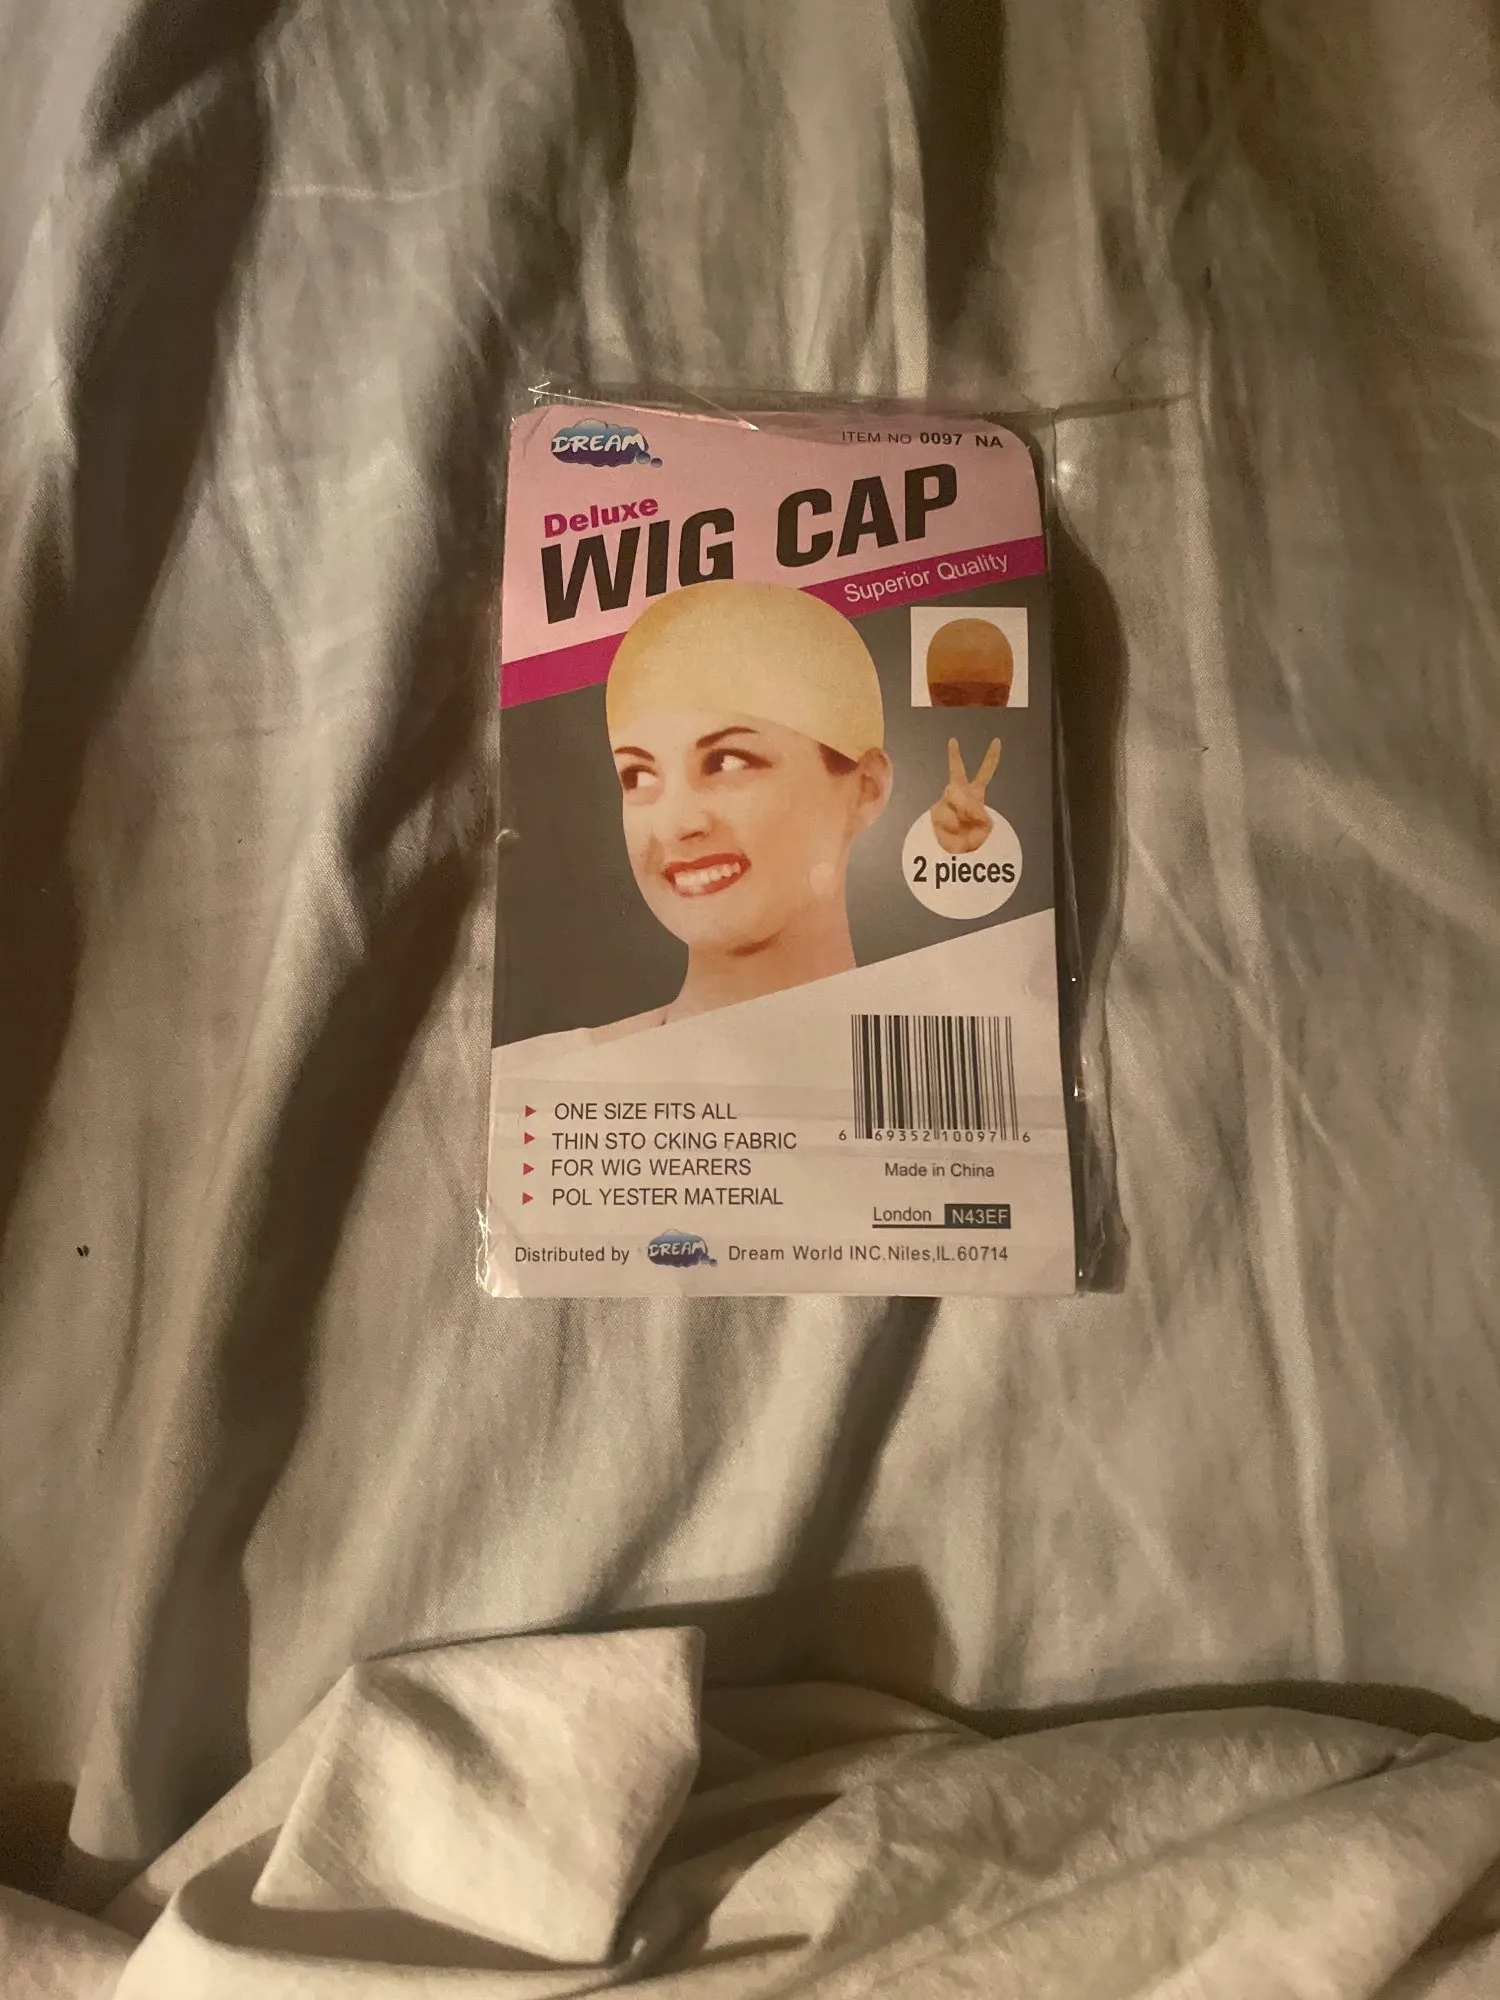 DREAM
ITEM NO 0097 NA
Deluxe
WIG CAP
Superior Quality
2 pieces
ONE SIZE FITS ALL
THIN STO CKING FABRIC
FOR WIG WEARERS
POL YESTER MATERIAL
6 69352 10097 6
Made in China
London N43EF
Distributed by DREAM Dream World INC.Niles,IL.60714